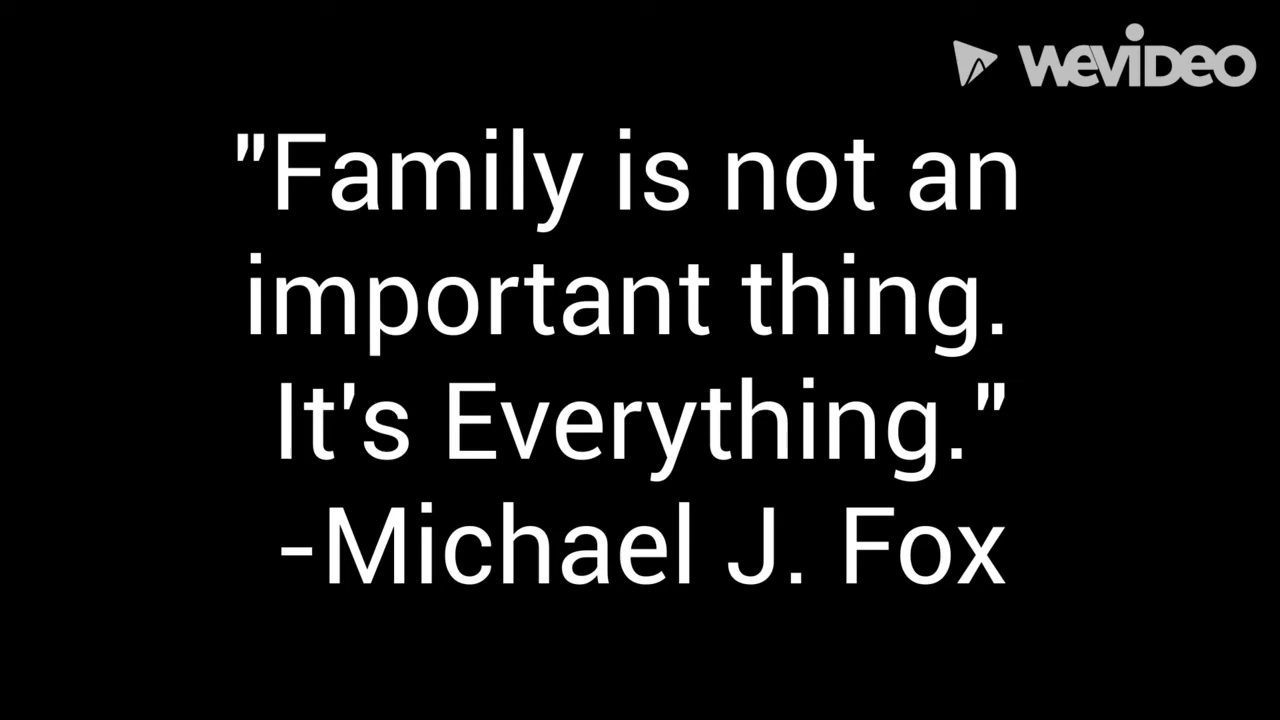 WEVIDEO
"Family is not an
important thing.
It's Everything."
-Michael J. Fox